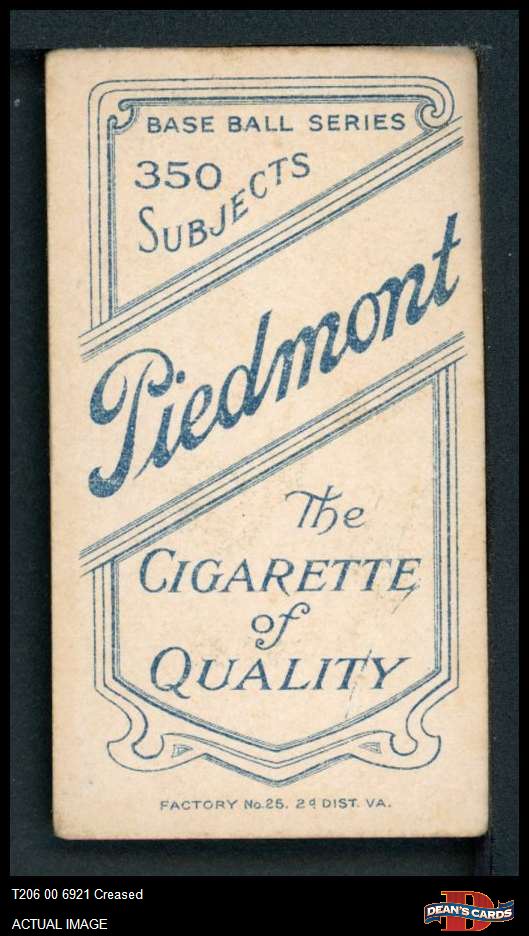 BASE BALL SERIES
350
SUBJECTS
Piedmont
The
CIGARETTE
of
QUALITY
FACTORY No.25. 2d DIST. VA.
T206 00 6921 Creased
ACTUAL IMAGE
D
DEAN'S CARDS